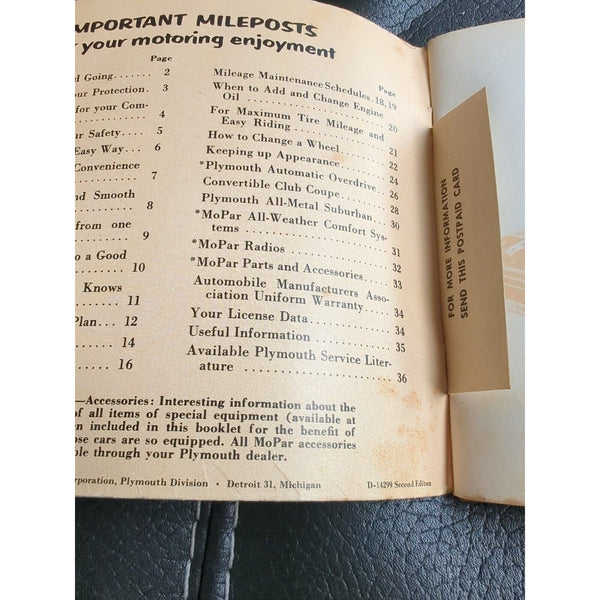 MPORTANT MILEPOSTS
your motoring enjoyment
Page
d Going....... 2
ur Protection. 3
for your Com-
4
ur Safety.... 5
Easy Way... 6
Convenience
7
nd Smooth
8
from one
9
o a Good
10
Knows
11
Plan... 12
14
16
Page
Mileage Maintenance Schedules. 18, 19
When to Add and Change Engine
Oil 20
For Maximum Tire Mileage and
Easy Riding 21
How to Change a Wheel 22
Keeping up Appearance 24
*Plymouth Automatic Overdrive.. 26
Convertible Club Coupe 28
Plymouth All-Metal Suburban. 30
*MoPar All-Weather Comfort Sys-
tems 31
*MoPar Radios 32
*MoPar Parts and Accessories.... 33
Automobile Manufacturers Asso-
ciation Uniform Warranty 34
Your License Data 34
Useful Information 35
Available Plymouth Service Liter-
ature 36
—Accessories: Interesting information about the
of all items of special equipment (available at
en included in this booklet for the benefit of
ose cars are so equipped. All MoPar accessories
ble through your Plymouth dealer.
orporation, Plymouth Division • Detroit 31, Michigan D-14299 Second Editon
FOR MORE INFORMATION
SEND THIS POSTPAID CARD